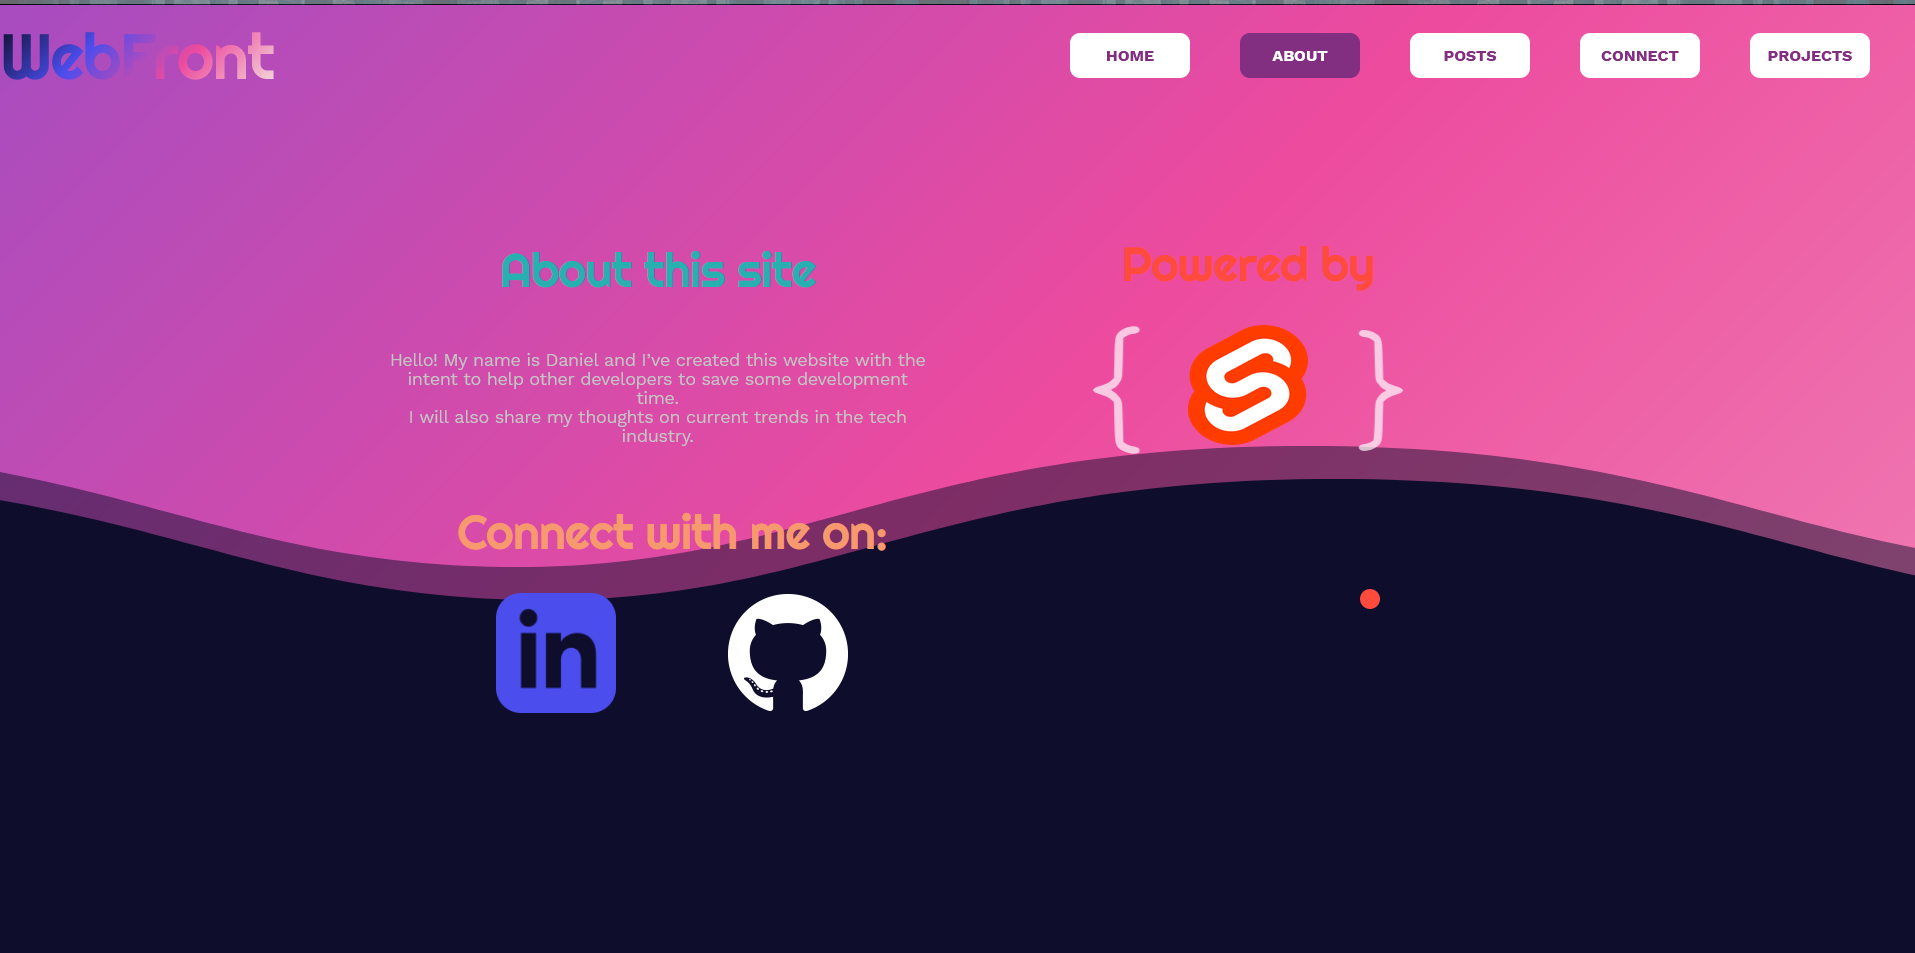 WebFront
HOME
ABOUT
POSTS
CONNECT
PROJECTS
About this site
Hello! My name is Daniel and I've created this website with the
intent to help other developers to save some development
time.
I will also share my thoughts on current trends in the tech
industry.
Powered by
{ }
Connect with me on:
in